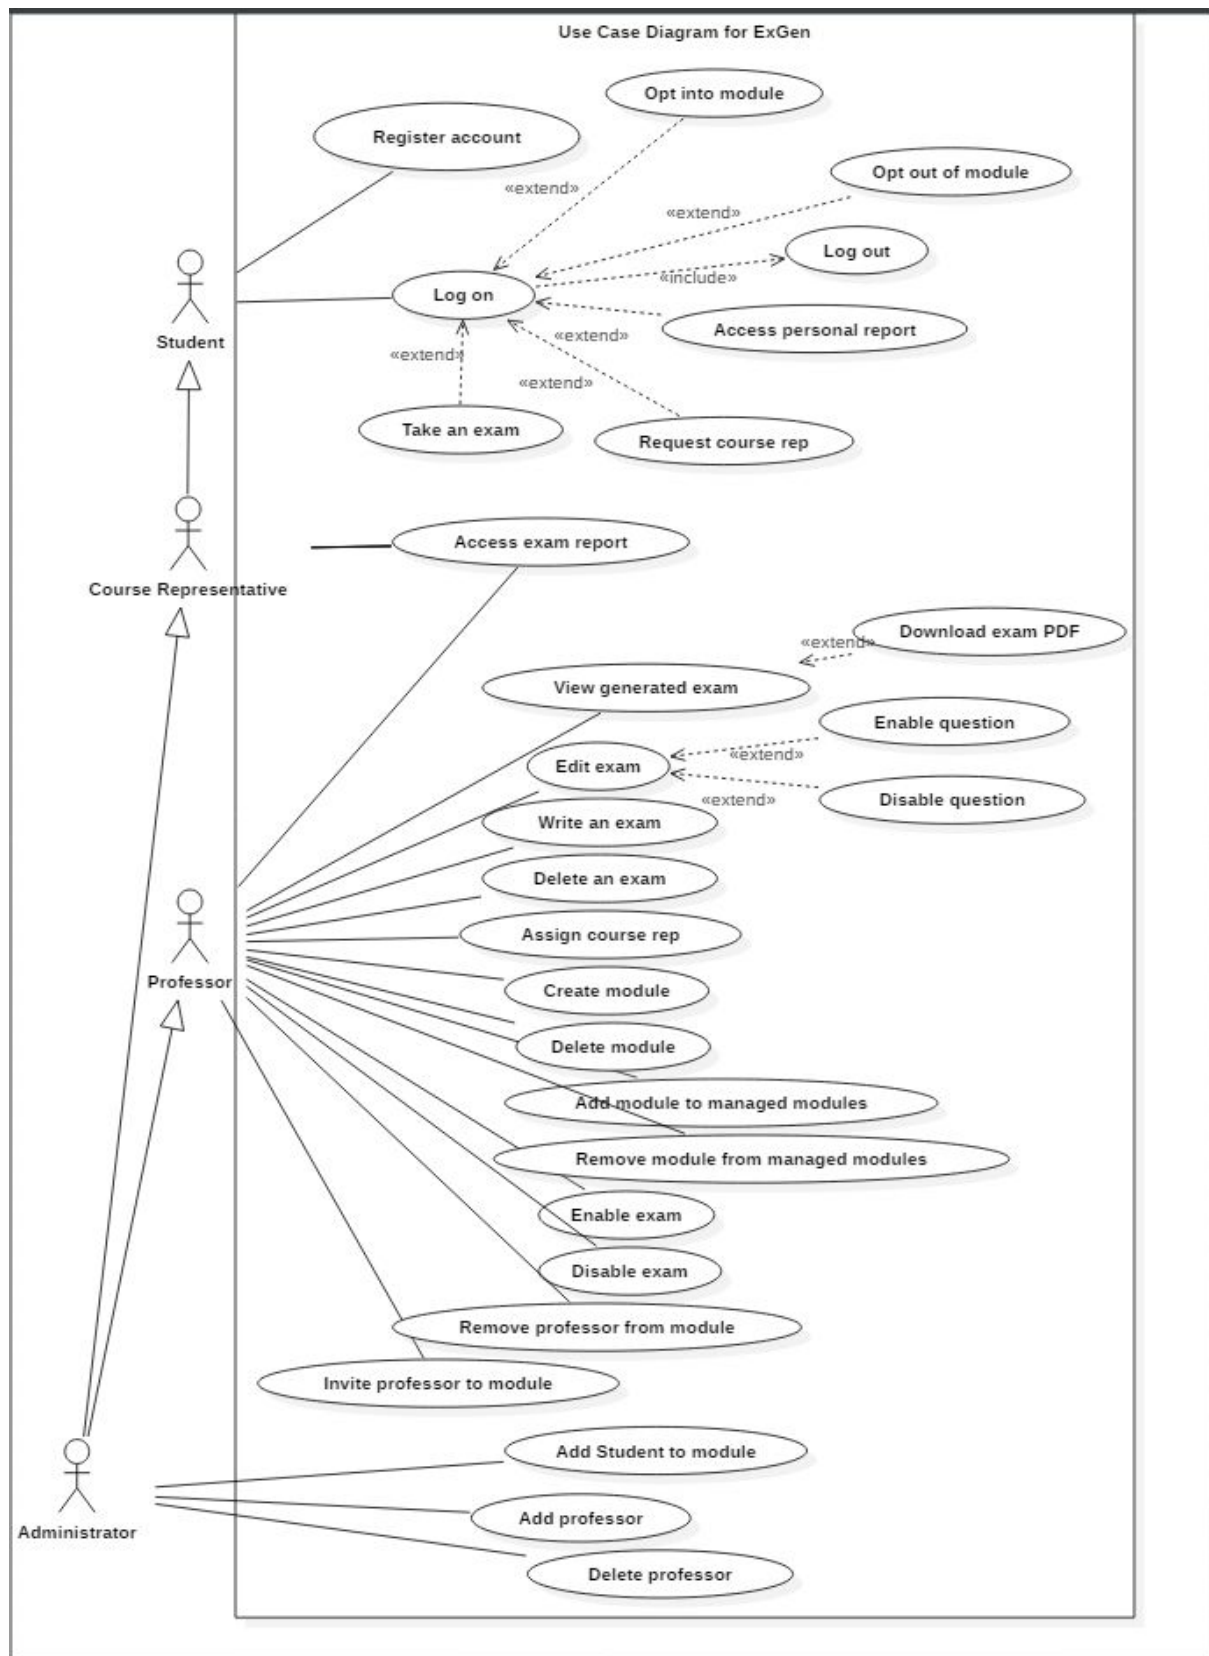 Use Case Diagram for ExGen
Opt into module
Register account
Opt out of module
«extend»
«extend»
Log out
«include»
Log on
Access personal report
«extend»
Student
«extend»
«extend»
Take an exam
Request course rep
Access exam report
Course Representative
Download exam PDF
«extend»
View generated exam
Enable question
«extend»
Edit exam
Disable question
«extend»
Write an exam
Delete an exam
Assign course rep
Professor
Create module
Delete module
Add module to managed modules
Remove module from managed modules
Enable exam
Disable exam
Remove professor from module
Invite professor to module
Add Student to module
Add professor
Administrator
Delete professor